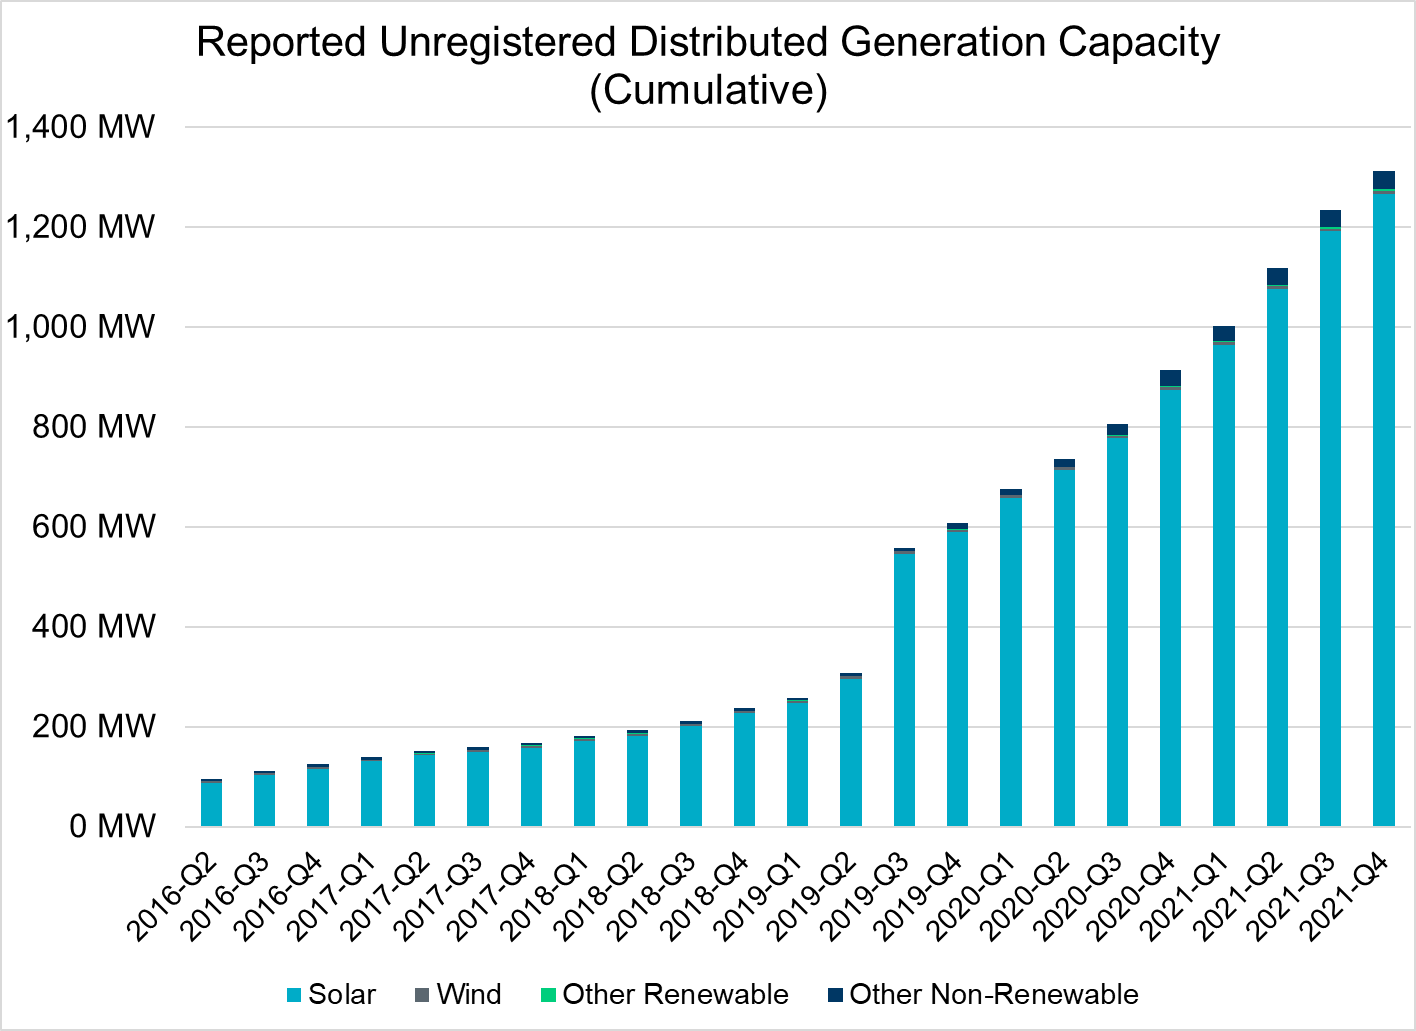 Reported Unregistered Distributed Generation Capacity
(Cumulative)
1,400 MW
1,200 MW
1,000 MW
800 MW
600 MW
400 MW
200 MW
0 MW
2016-Q2
2016-Q3
2016-Q4
2017-Q1
2017-Q2
2017-Q3
2017-Q4
2018-Q1
2018-Q2
2018-Q3
2018-Q4
2019-Q1
2019-Q2
2019-Q3
2019-Q4
2020-Q1
2020-Q2
2020-Q3
2020-Q4
2021-Q1
2021-Q2
2021-Q3
2021-Q4
Solar Wind Other Renewable Other Non-Renewable